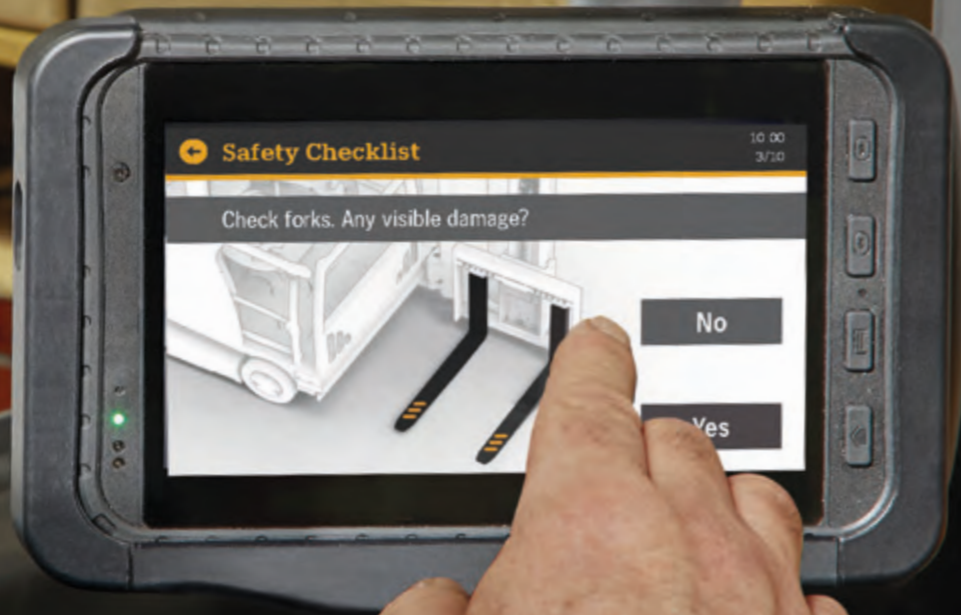 Safety Checklist
10:00
3/10
Check forks. Any visible damage?
No
Yes